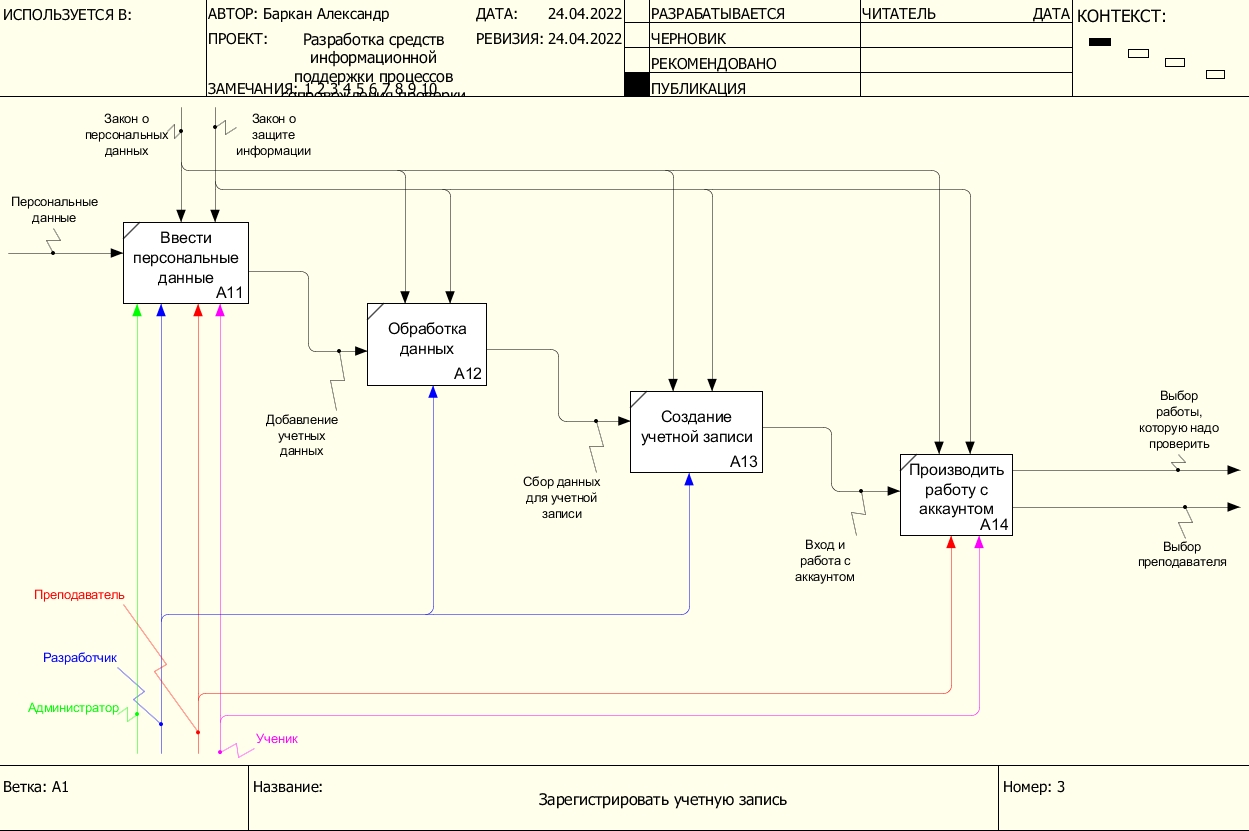 ИСПОЛЬЗУЕТСЯ В:
АВТОР: Баркан Александр
ДАТА: 24.04.2022
ПРОЕКТ: Разработка средств
информационной
поддержки процессов
сопровождения проверки
РЕВИЗИЯ: 24.04.2022
ЗАМЕЧАНИЯ: 1 2 3 4 5 6 7 8 9 10
РАЗРАБАТЫВАЕТСЯ
ЧЕРНОВИК
РЕКОМЕНДОВАНО
ПУБЛИКАЦИЯ
ЧИТАТЕЛЬ ДАТА
КОНТЕКСТ:
Закон о
персональных
данных
Закон о
защите
информации
Персональные
данные
Ввести
персональные
данные
A11
Обработка
данных
A12
Добавление
учетных
данных
Создание
учетной записи
A13
Сбор данных
для учетной
записи
Производить
работу с
аккаунтом
A14
Вход и
работа с
аккаунтом
Выбор
работы,
которую надо
проверить
Выбор
преподавателя
Преподаватель
Разработчик
Администратор
Ученик
Ветка: A1
Название:
Зарегистрировать учетную запись
Номер: 3